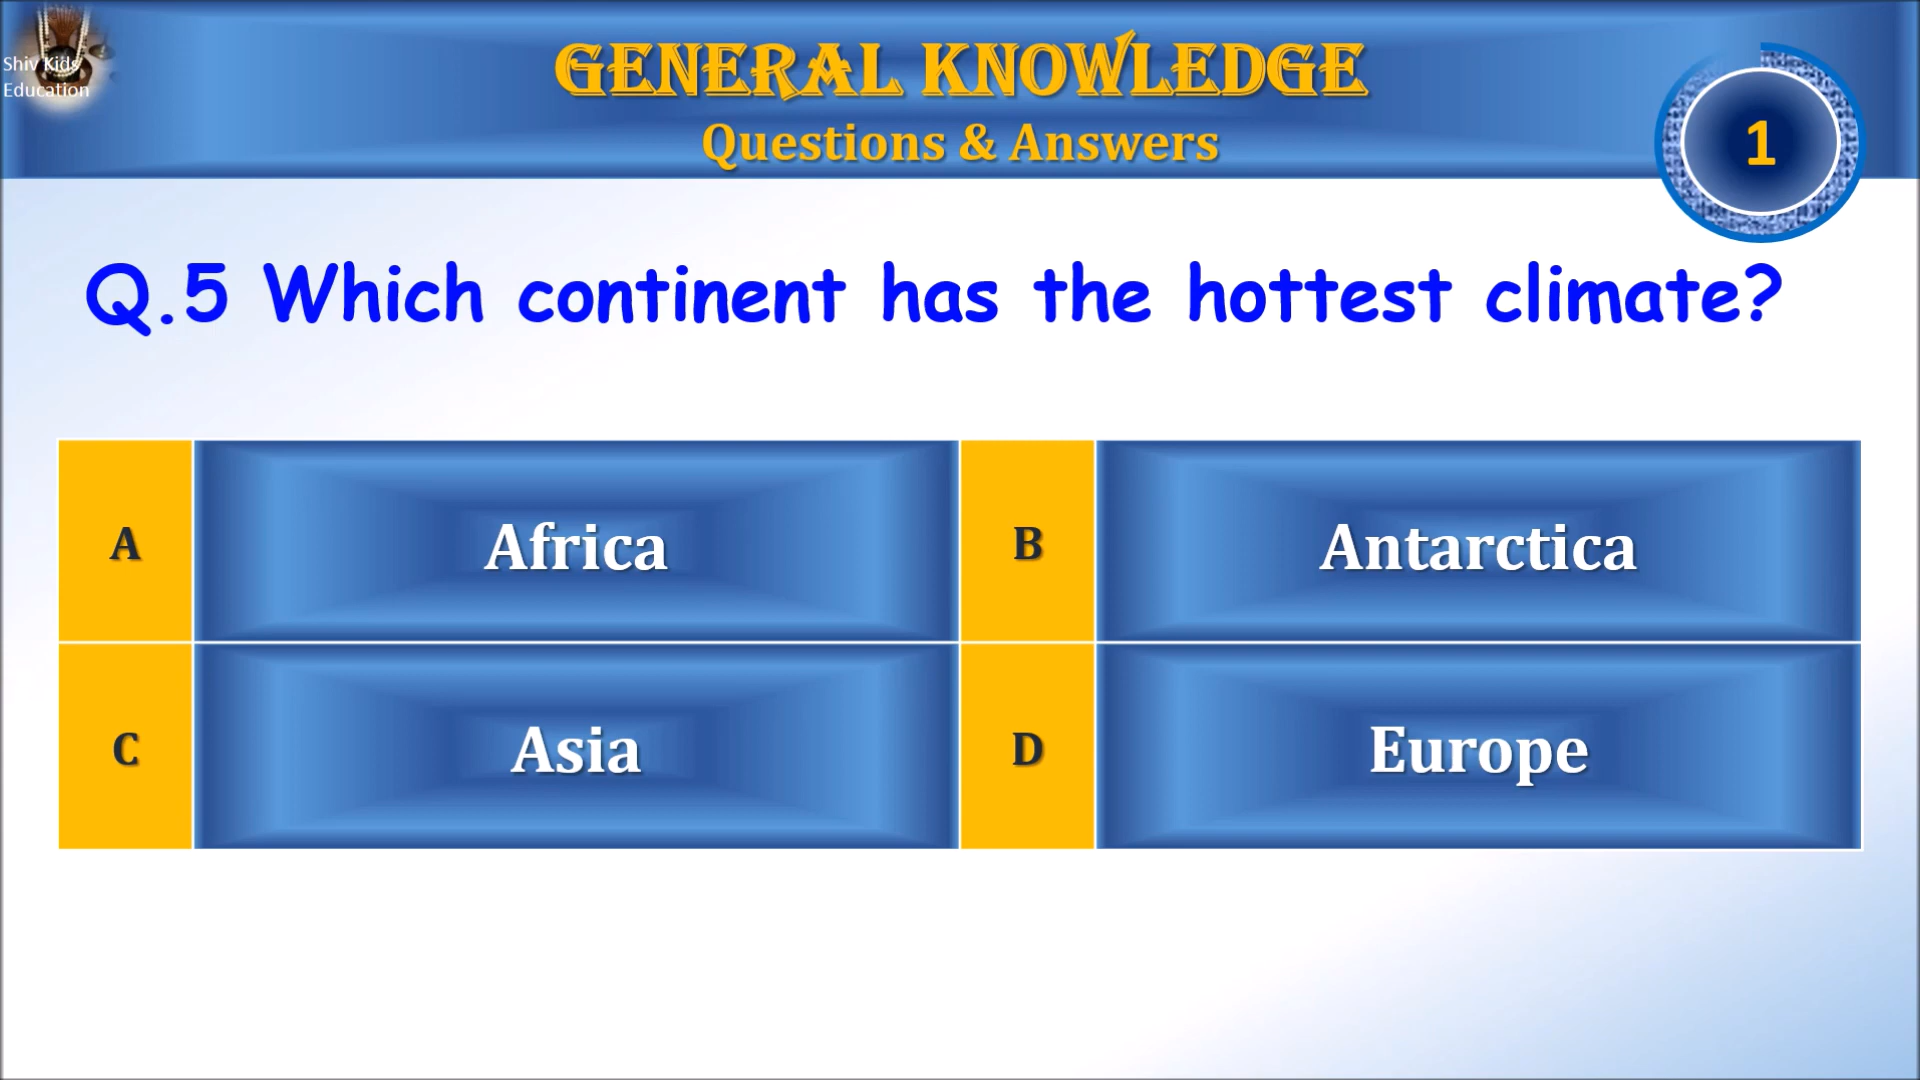 Shiv Kids
Education
GENERAL KNOWLEDGE
Questions & Answers
1
Q.5 Which continent has the hottest climate?
A
Africa
B
Antarctica
C
Asia
D
Europe